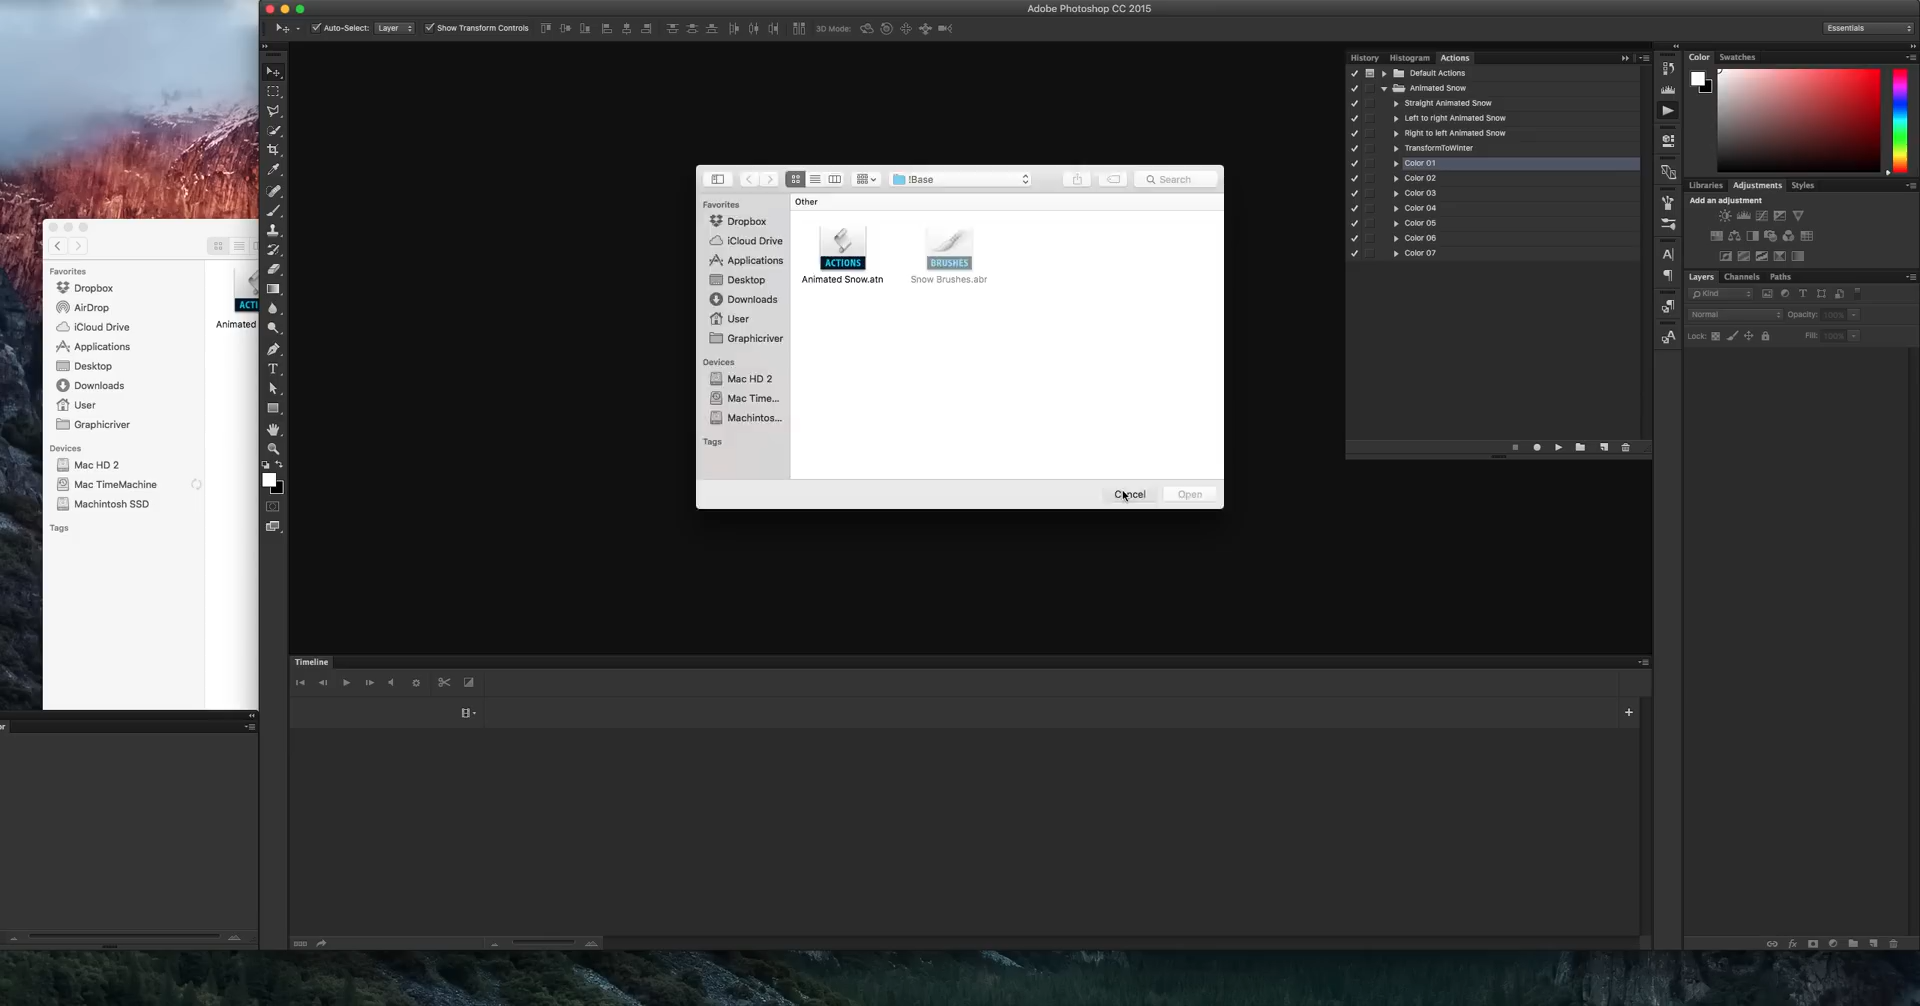 Adobe Photoshop CC 2015
Auto-Select: Layer Show Transform Controls 3D Mode: Essentials
History Histogram Actions
Default Actions
Animated Snow
Straight Animated Snow
Left to right Animated Snow
Right to left Animated Snow
TransformToWinter
Color 01
Color 02
Color 03
Color 04
Color 05
Color 06
Color 07
Color Swatches
Libraries Adjustments Styles
Add an adjustment
Layers Channels Paths
Kind
Normal Opacity: 100%
Lock: Fill: 100%
!Base
Search
Favorites
Dropbox
iCloud Drive
Applications
Desktop
Downloads
User
Graphicriver
Devices
Mac HD 2
Mac Time...
Machintos...
Tags
Other
ACTIONS
Animated Snow.atn
BRUSHES
Snow Brushes.abr
Cancel Open
Favorites
Dropbox
AirDrop
iCloud Drive
Applications
Desktop
Downloads
User
Graphicriver
Devices
Mac HD 2
Mac TimeMachine
Machintosh SSD
Tags
ACTI
Animated
Timeline